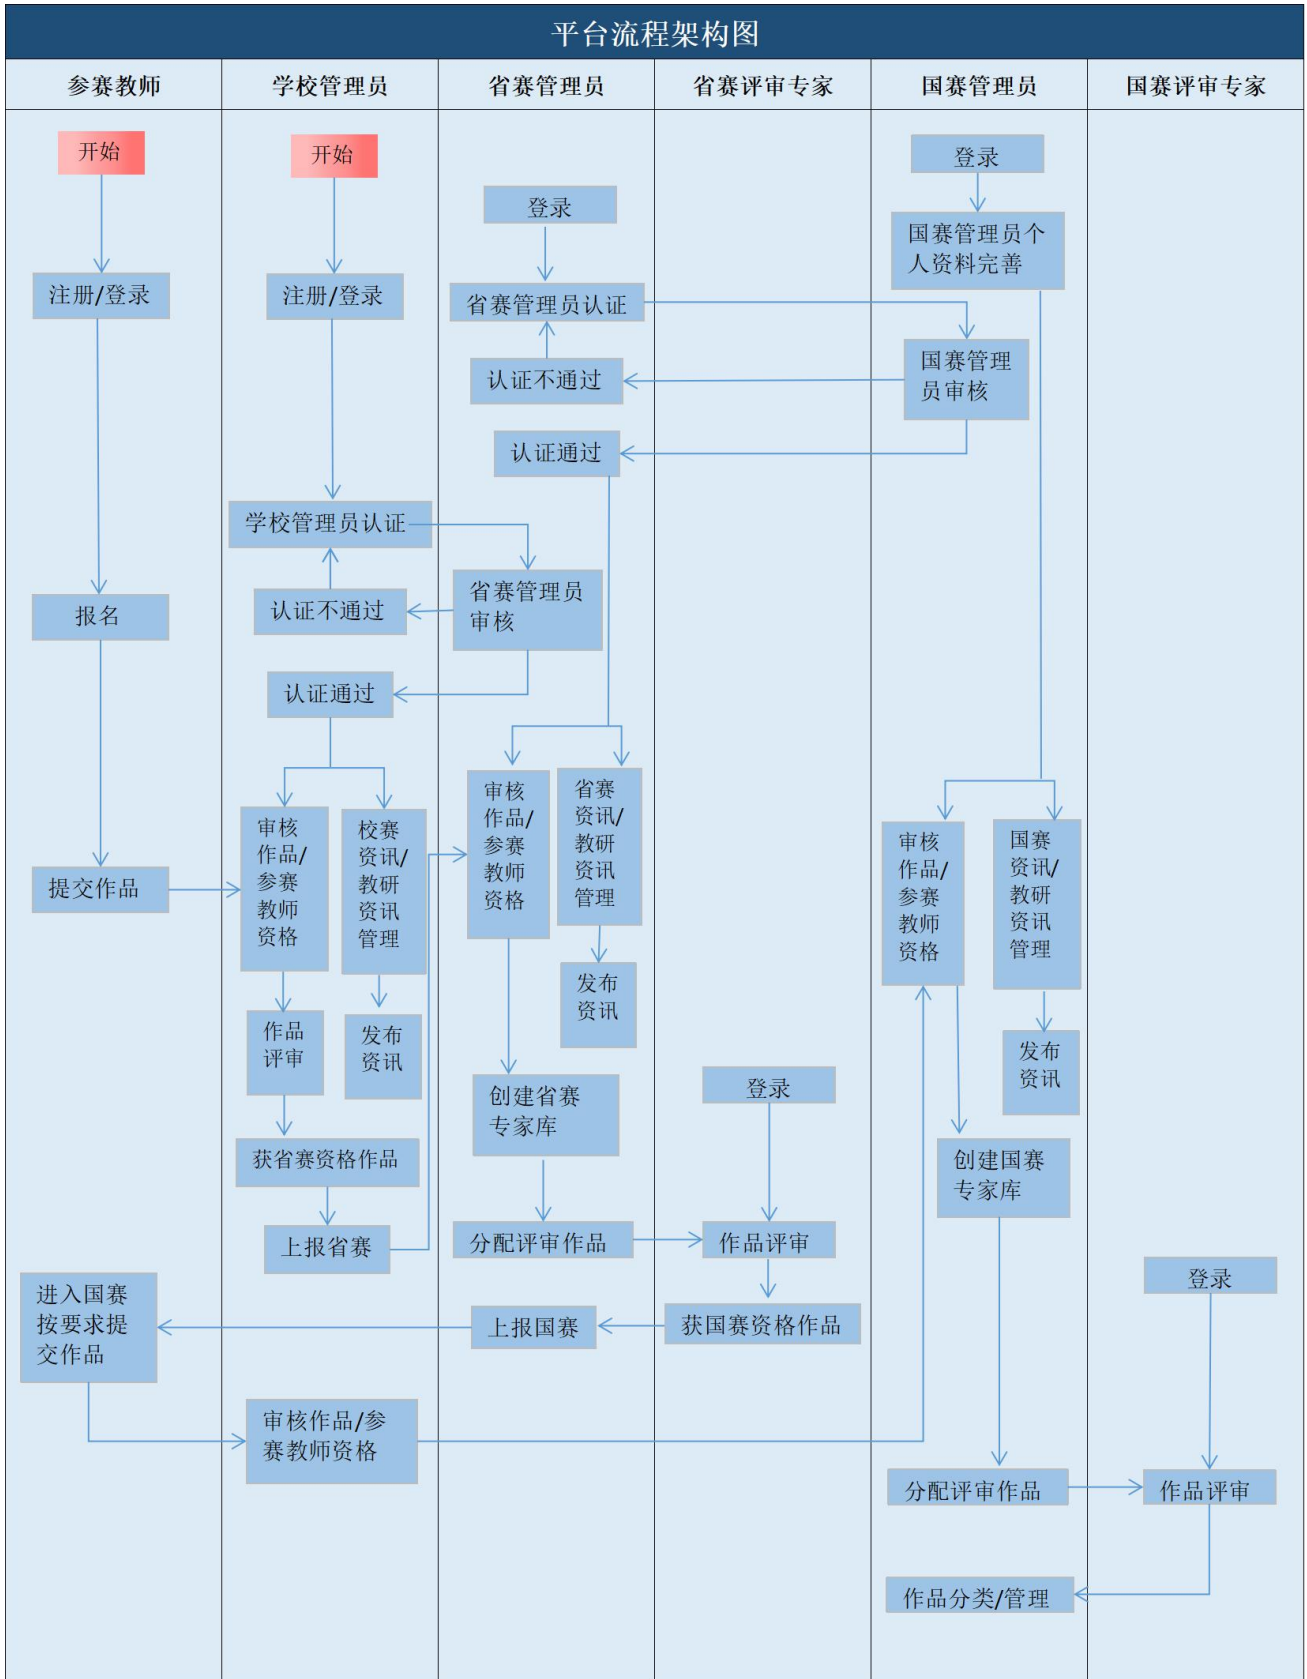 平台流程架构图
参赛教师
学校管理员
省赛管理员
省赛评审专家
国赛管理员
国赛评审专家
开始
注册/登录
报名
提交作品
进入国赛
按要求提
交作品
开始
注册/登录
学校管理员认证
认证不通过
认证通过
审核
作品/
参赛
教师
资格
校赛
资讯/
教研
资讯
管理
作品
评审
发布
资讯
获省赛资格作品
上报省赛
审核作品/参
赛教师资格
登录
省赛管理员认证
认证不通过
认证通过
省赛管理员
审核
审核
作品/
参赛
教师
资格
省赛
资讯/
教研
资讯
管理
发布
资讯
创建省赛
专家库
分配评审作品
上报国赛
登录
作品评审
获国赛资格作品
登录
国赛管理员个
人资料完善
国赛管理
员审核
审核
作品/
参赛
教师
资格
国赛
资讯/
教研
资讯
管理
发布
资讯
创建国赛
专家库
分配评审作品
作品分类/管理
登录
作品评审